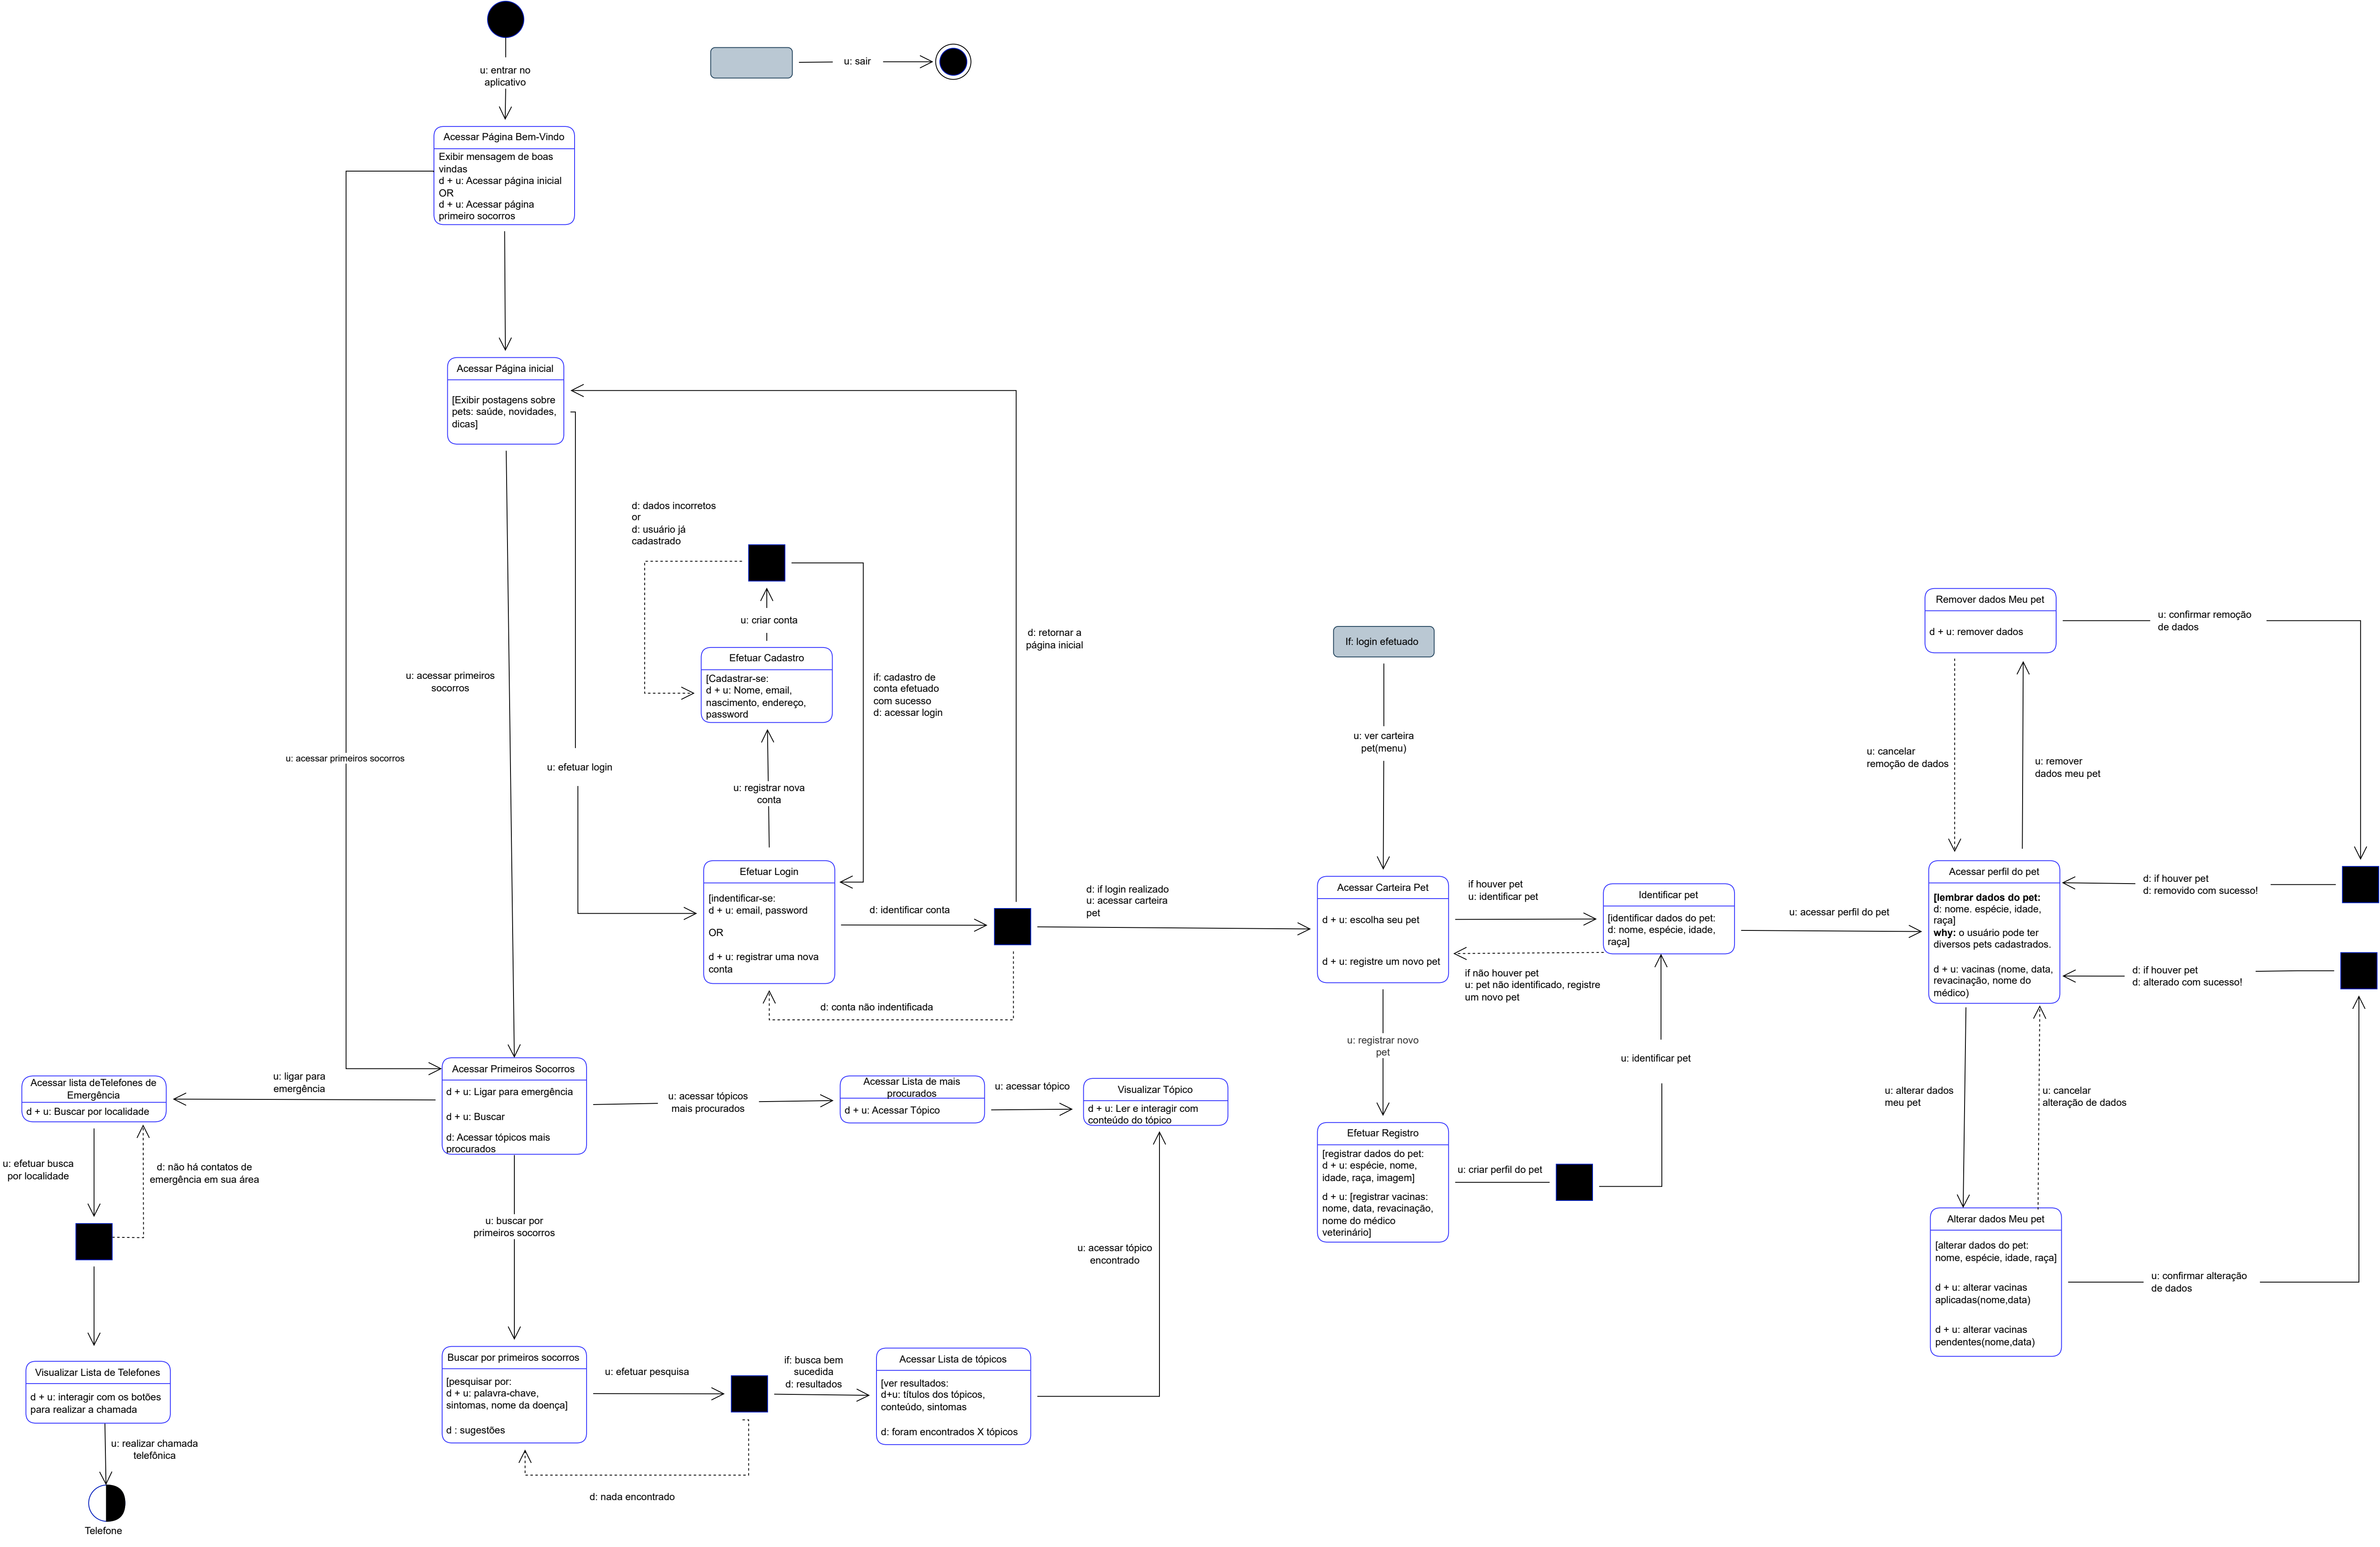 u: entrar no
aplicativo
u: sair
Acessar Página Bem-Vindo
Exibir mensagem de boas
vindas
d + u: Acessar página inicial
OR
d + u: Acessar página
primeiro socorros
Acessar Página inicial
[Exibir postagens sobre
pets: saúde, novidades,
dicas]
d: dados incorretos
or
d: usuário já
cadastrado
u: criar conta
Efetuar Cadastro
[Cadastrar-se:
d + u: Nome, email,
nascimento, endereço,
password
if: cadastro de
conta efetuado
com sucesso
d: acessar login
d: retornar a
página inicial
u: acessar primeiros
socorros
u: acessar primeiros socorros
u: efetuar login
u: registrar nova
conta
Efetuar Login
[indentificar-se:
d + u: email, password
OR
d + u: registrar uma nova
conta
d: identificar conta
d: conta não indentificada
d: if login realizado
u: acessar carteira
pet
If: login efetuado
u: ver carteira
pet(menu)
Acessar Carteira Pet
d + u: escolha seu pet
d + u: registre um novo pet
if houver pet
u: identificar pet
if não houver pet
u: pet não identificado, registre
um novo pet
Identificar pet
[identificar dados do pet:
d: nome, espécie, idade,
raça]
u: acessar perfil do pet
u: registrar novo
pet
u: identificar pet
Efetuar Registro
[registrar dados do pet:
d + u: espécie, nome,
idade, raça, imagem]
d + u: [registrar vacinas:
nome, data, revacinação,
nome do médico
veterinário]
u: criar perfil do pet
Remover dados Meu pet
d + u: remover dados
u: confirmar remoção
de dados
u: cancelar
remoção de dados
u: remover
dados meu pet
Acessar perfil do pet
[lembrar dados do pet:
d: nome. espécie, idade,
raça]
why: o usuário pode ter
diversos pets cadastrados.
d + u: vacinas (nome, data,
revacinação, nome do
médico)
d: if houver pet
d: removido com sucesso!
d: if houver pet
d: alterado com sucesso!
u: alterar dados
meu pet
u: cancelar
alteração de dados
Alterar dados Meu pet
[alterar dados do pet:
nome, espécie, idade, raça]
d + u: alterar vacinas
aplicadas(nome,data)
d + u: alterar vacinas
pendentes(nome,data)
u: confirmar alteração
de dados
Acessar lista deTelefones de
Emergência
d + u: Buscar por localidade
u: ligar para
emergência
Acessar Primeiros Socorros
d + u: Ligar para emergência
d + u: Buscar
d: Acessar tópicos mais
procurados
u: acessar tópicos
mais procurados
Acessar Lista de mais
procurados
d + u: Acessar Tópico
u: acessar tópico
Visualizar Tópico
d + u: Ler e interagir com
conteúdo do tópico
u: efetuar busca
por localidade
d: não há contatos de
emergência em sua área
u: buscar por
primeiros socorros
u: acessar tópico
encontrado
Visualizar Lista de Telefones
d + u: interagir com os botões
para realizar a chamada
u: realizar chamada
telefônica
Telefone
Buscar por primeiros socorros
[pesquisar por:
d + u: palavra-chave,
sintomas, nome da doença]
d : sugestões
u: efetuar pesquisa
if: busca bem
sucedida
d: resultados
d: nada encontrado
Acessar Lista de tópicos
[ver resultados:
d+u: títulos dos tópicos,
conteúdo, sintomas
d: foram encontrados X tópicos